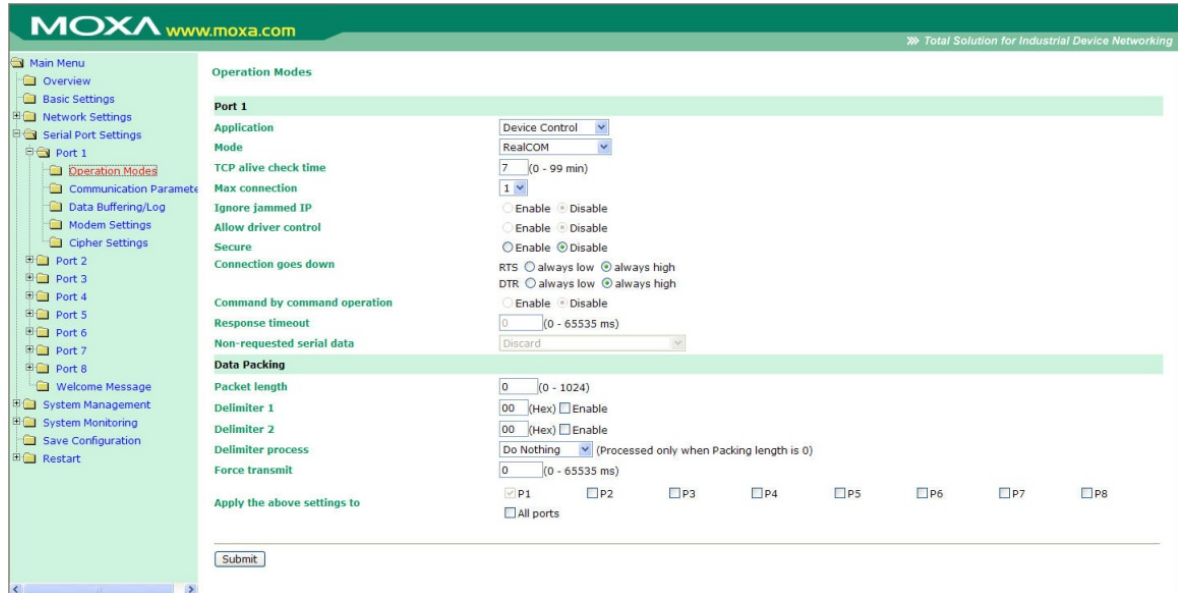 MOXA www.moxa.com
Total Solution for Industrial Device Networking
Main Menu
Overview
Basic Settings
Network Settings
Serial Port Settings
Port 1
Operation Modes
Communication Paramete
Data Buffering/Log
Modem Settings
Cipher Settings
Port 2
Port 3
Port 4
Port 5
Port 6
Port 7
Port 8
Welcome Message
System Management
System Monitoring
Save Configuration
Restart
Operation Modes
Port 1
Application Device Control
Mode RealCOM
TCP alive check time 7 (0 - 99 min)
Max connection 1
Ignore jammed IP Enable Disable
Allow driver control Enable Disable
Secure Enable Disable
Connection goes down RTS always low always high
DTR always low always high
Command by command operation Enable Disable
Response timeout 0 (0 - 65535 ms)
Non-requested serial data Discard
Data Packing
Packet length 0 (0 - 1024)
Delimiter 1 00 (Hex) Enable
Delimiter 2 00 (Hex) Enable
Delimiter process Do Nothing (Processed only when Packing length is 0)
Force transmit 0 (0 - 65535 ms)
Apply the above settings to P1 P2 P3 P4 P5 P6 P7 P8
All ports
Submit